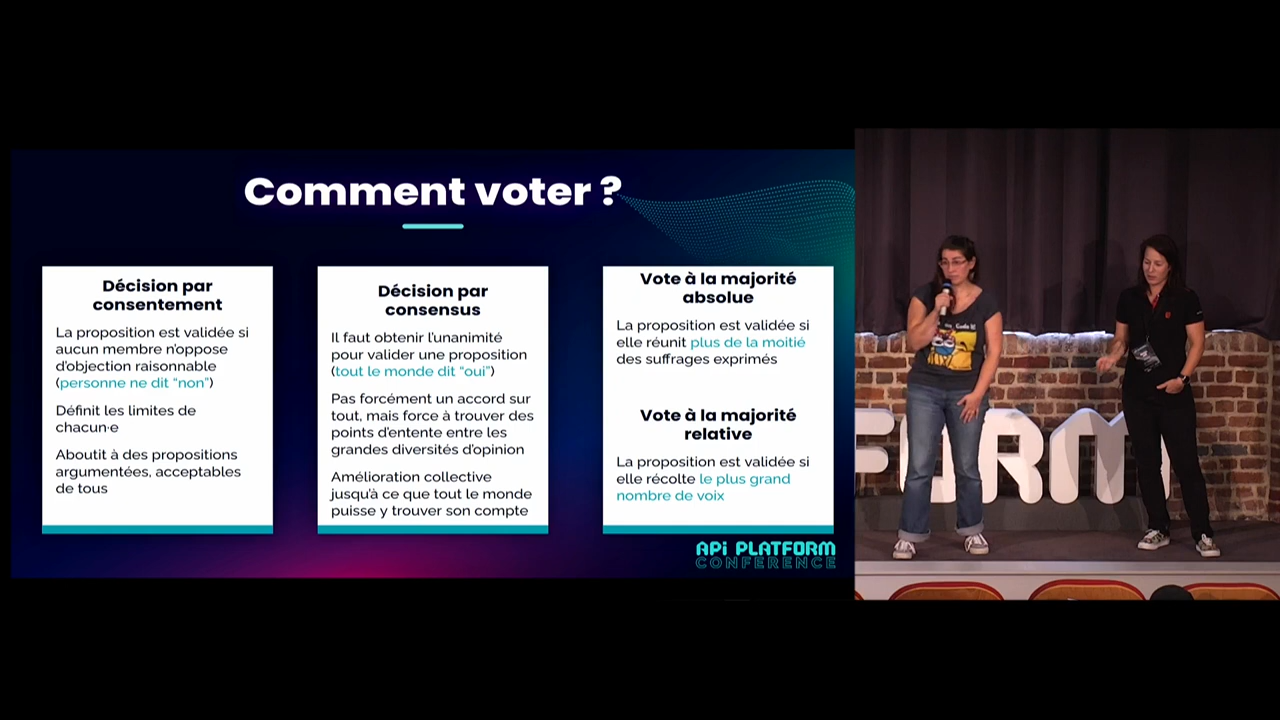 Comment voter ?
Décision par
consentement
La proposition est validée si
aucun membre n'oppose
d'objection raisonnable
(personne ne dit “non”)
Définit les limites de
chacun·e
Aboutit à des propositions
argumentées, acceptables
de tous
Décision par
consensus
Il faut obtenir l'unanimité
pour valider une proposition
(tout le monde dit “oui”)
Pas forcément un accord sur
tout, mais force à trouver des
points d'entente entre les
grandes diversités d'opinion
Amélioration collective
jusqu'à ce que tout le monde
puisse y trouver son compte
Vote à la majorité
absolue
La proposition est validée si
elle réunit plus de la moitié
des suffrages exprimés
Vote à la majorité
relative
La proposition est validée si
elle récolte le plus grand
nombre de voix
APi PLATFORM
CONFERENCE
FORM